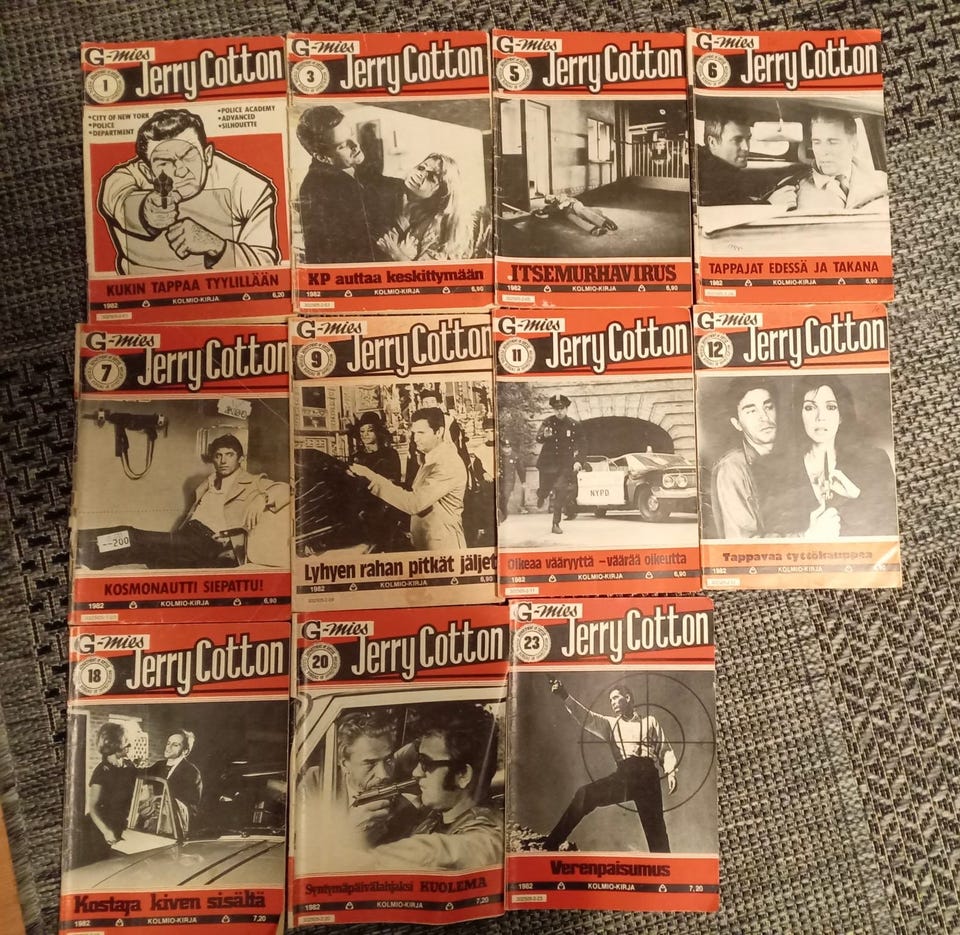 G-mies
Jerry Cotton
1
•CITY OF NEW YORK
•POLICE
•DEPARTMENT
•POLICE ACADEMY
•ADVANCED
•SILHOUETTE
KUKIN TAPPAA TYYLILLÄÄN
1982 KOLMIO-KIRJA 6,20
G-mies
Jerry Cotton
3
KP auttaa keskittymään
1982 KOLMIO-KIRJA 6,90
G-mies
Jerry Cotton
5
ITSEMURHAVIRUS
1982 KOLMIO-KIRJA 6,90
G-mies
Jerry Cotton
6
TAPPAJAT EDESSÄ JA TAKANA
1982 KOLMIO-KIRJA 6,90
G-mies
Jerry Cotton
7
--200
KOSMONAUTTI SIEPATTU!
1982 KOLMIO-KIRJA 6,90
G-mies
Jerry Cotton
9
Lyhyen rahan pitkät jäljet
1982 KOLMIO-KIRJA 6,90
G-mies
Jerry Cotton
11
NYPD
Oikeaa vääryyttä – väärää oikeutta
1982 KOLMIO-KIRJA 6,90
G-mies
Jerry Cotton
12
Tappavaa tyttökauppaa
1982 KOLMIO-KIRJA 6,90
G-mies
Jerry Cotton
18
Kostaja kiven sisältä
1982 KOLMIO-KIRJA 7,20
G-mies
Jerry Cotton
20
Syntymäpäivälahjaksi KUOLEMA
1982 KOLMIO-KIRJA 7,20
G-mies
Jerry Cotton
23
Verenpaisumus
1982 KOLMIO-KIRJA 7,20